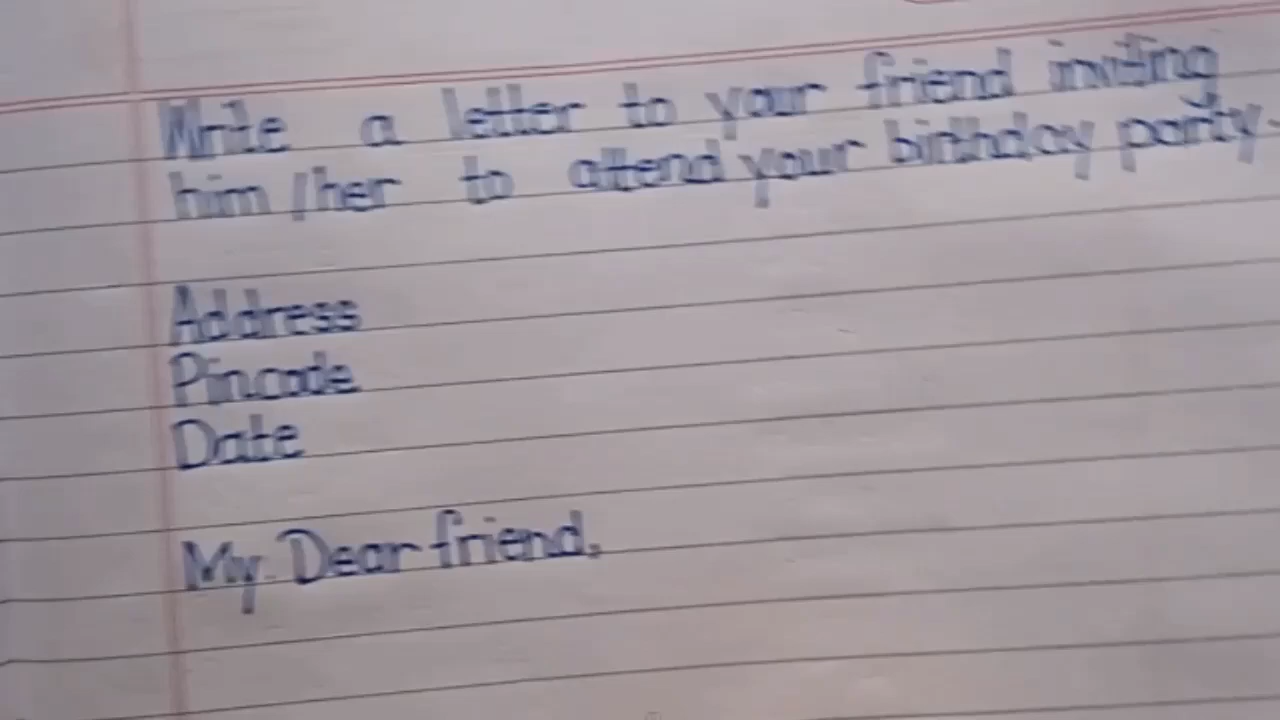 Write a letter to your friend inviting
him/her to attend your birthday party.
Address
Pincode
Date
My Dear friend,